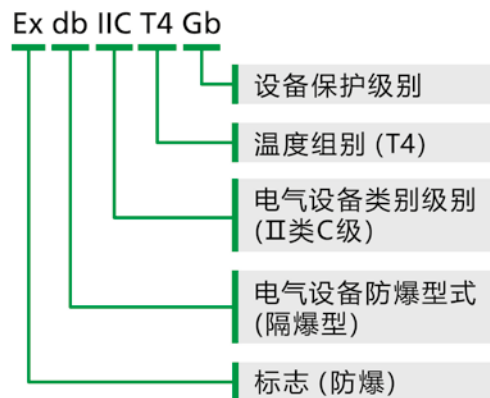 Ex db IIC T4 Gb
设备保护级别
温度组别 (T4)
电气设备类别级别
(Ⅱ类C级)
电气设备防爆型式
(隔爆型)
标志 (防爆)